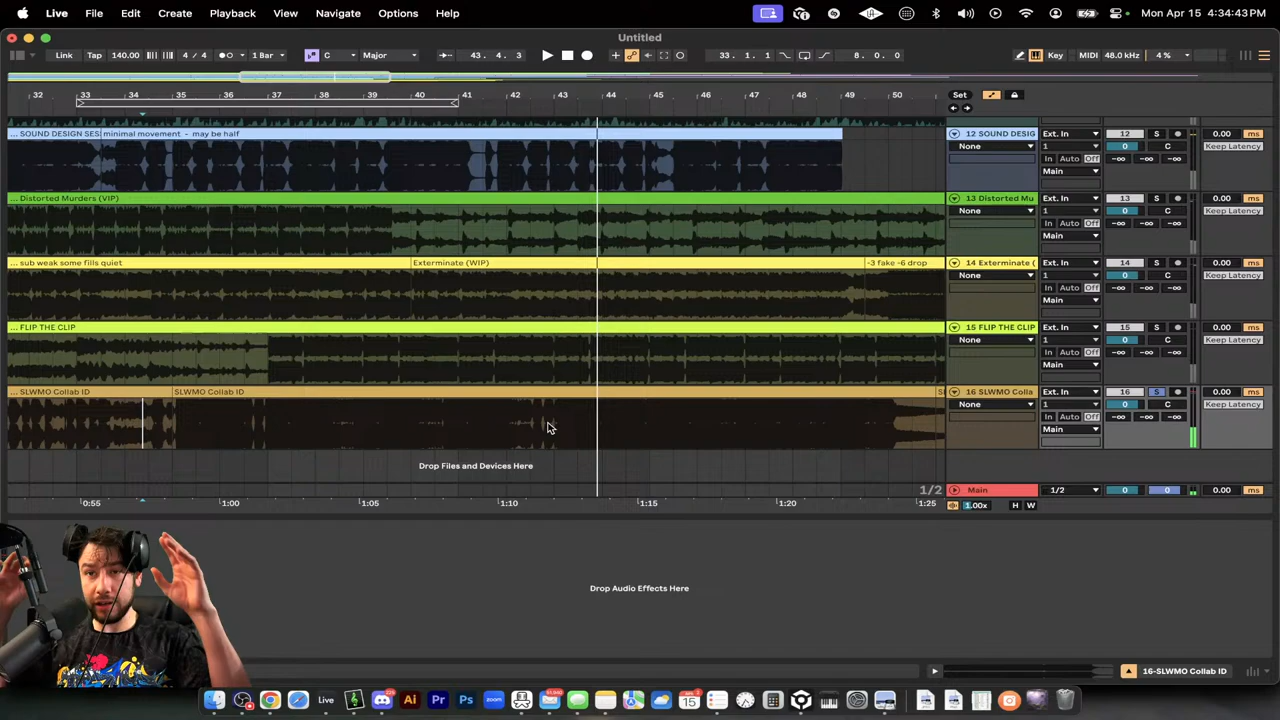 Live File Edit Create Playback View Navigate Options Help Mon Apr 15 4:34:43 PM
Untitled
Link Tap 140.00 4 / 4 1 Bar C Major 43. 4. 3 33. 1. 1 8. 0. 0 Key MIDI 48.0 kHz 4 %
32 33 34 35 36 37 38 39 40 41 42 43 44 45 46 47 48 49 50 Set
... SOUND DESIGN SES minimal movement - may be half 12 SOUND DESIG Ext. In 12 S 0.00 ms
None 1 0 C Keep Latency
In Auto Off -∞ -∞
Main
... Distorted Murders (VIP) 13 Distorted Mu Ext. In 13 S 0.00 ms
None 1 0 C Keep Latency
In Auto Off -∞ -∞
Main
... sub weak some fills quiet Exterminate (WIP) -3 fake -6 drop 14 Exterminate ( Ext. In 14 S 0.00 ms
None 1 0 C Keep Latency
In Auto Off -∞ -∞
Main
... FLIP THE CLIP 15 FLIP THE CLIP Ext. In 15 S 0.00 ms
None 1 0 C Keep Latency
In Auto Off -∞ -∞
Main
... SLWMO Collab ID SLWMO Collab ID 16 SLWMO Colla Ext. In 16 S 0.00 ms
None 1 0 C Keep Latency
In Auto Off -∞ -∞
Main
Drop Files and Devices Here
1/2 Main 1/2 0 0 0.00 ms
0:55 1:00 1:05 1:10 1:15 1:20 1:25 1.00x H W
Drop Audio Effects Here
16-SLWMO Collab ID
Live Ai Pr Ps zoom APR 15